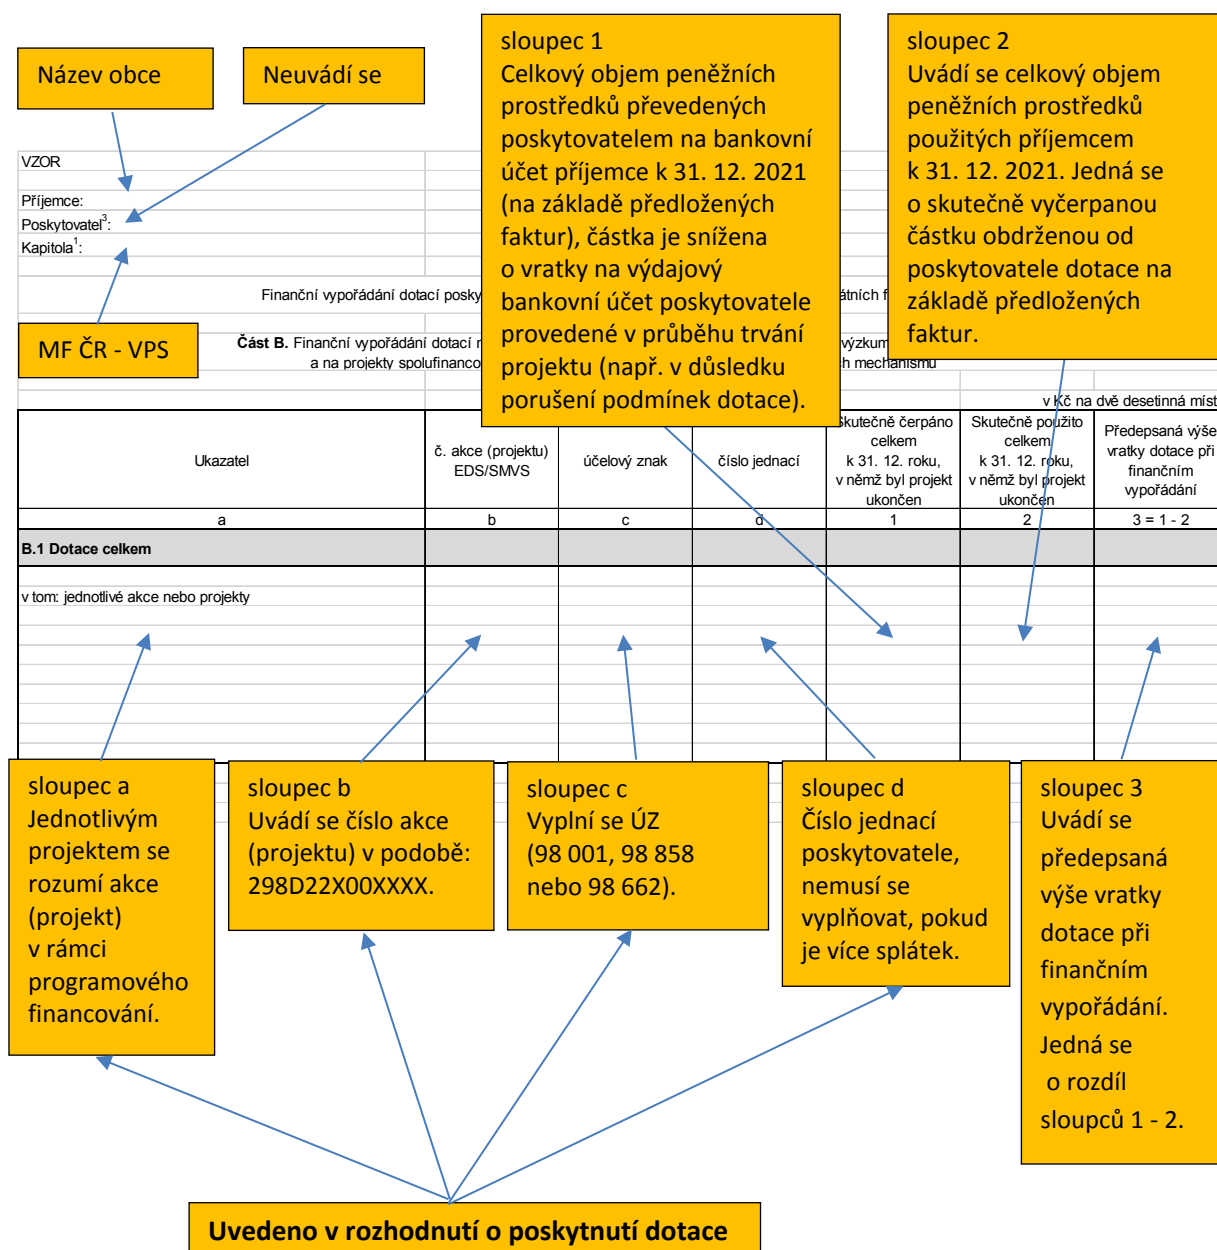 Název obce
Neuvádí se
sloupec 1
Celkový objem peněžních
prostředků převedených
poskytovatelem na bankovní
účet příjemce k 31. 12. 2021
(na základě předložených
faktur), částka je snížena
o vratky na výdajový
bankovní účet poskytovatele
provedené v průběhu trvání
projektu (např. v důsledku
porušení podmínek dotace).
sloupec 2
Uvádí se celkový objem
peněžních prostředků
použitých příjemcem
k 31. 12. 2021. Jedná se
o skutečně vyčerpanou
částku obdrženou od
poskytovatele dotace na
základě předložených
faktur.
VZOR
Příjemce:
Poskytovatel³:
Kapitola¹:
Finanční vypořádání dotací posky
átních f
MF ČR - VPS
Část B. Finanční vypořádání dotací
výzkum
a na projekty spolufinanco
ch mechanismu
v Kč na dvě desetinná míst
Ukazatel
č. akce (projektu)
EDS/SMVS
účelový znak
číslo jednací
Skutečně čerpáno
celkem
k 31. 12. roku,
v němž byl projekt
ukončen
Skutečně použito
celkem
k 31. 12. roku,
v němž byl projekt
ukončen
Předepsaná výše
vratky dotace při
finančním
vypořádání
a b c d 1 2 3 = 1 - 2
B.1 Dotace celkem
v tom: jednotlivé akce nebo projekty
sloupec a
Jednotlivým
projektem se
rozumí akce
(projekt)
v rámci
programového
financování.
sloupec b
Uvádí se číslo akce
(projektu) v podobě:
298D22X00XXXX.
sloupec c
Vyplní se ÚZ
(98 001, 98 858
nebo 98 662).
sloupec d
Číslo jednací
poskytovatele,
nemusí se
vyplňovat, pokud
je více splátek.
sloupec 3
Uvádí se
předepsaná
výše vratky
dotace při
finančním
vypořádání.
Jedná se
o rozdíl
sloupců 1 - 2.
Uvedeno v rozhodnutí o poskytnutí dotace